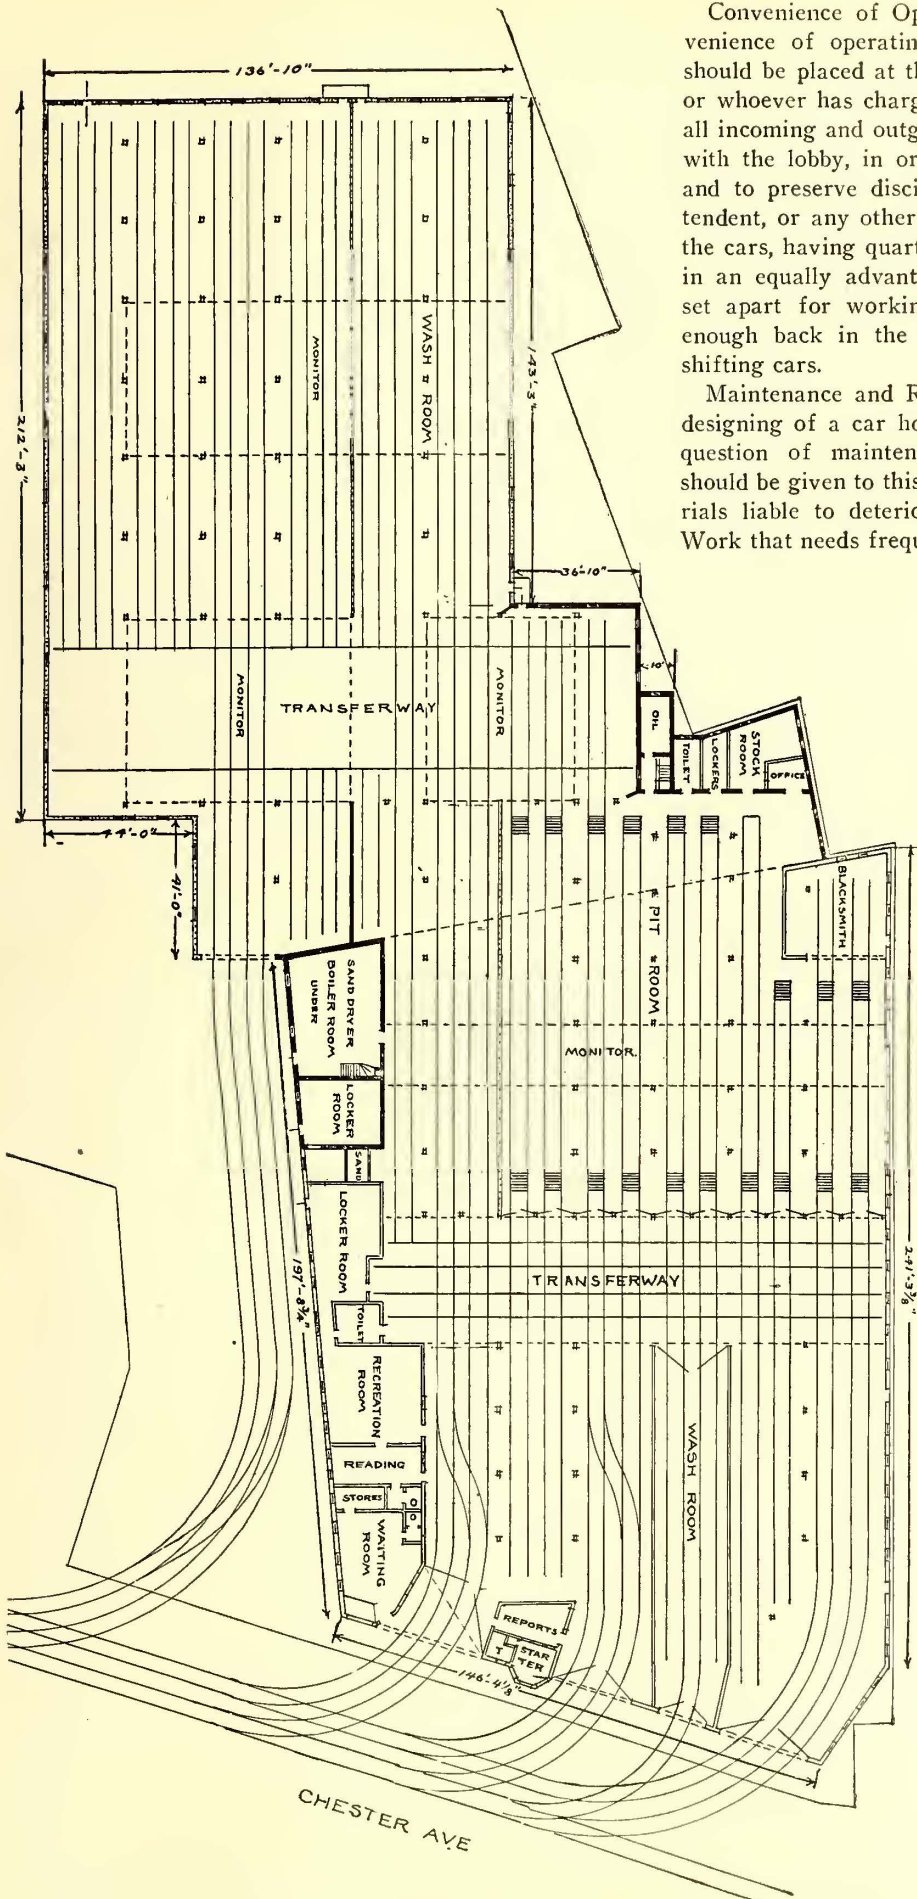 Convenience of Op
venience of operatin
should be placed at th
or whoever has charg
all incoming and outg
with the lobby, in or
and to preserve disci
tendent, or any other
the cars, having quart
in an equally advant
set apart for workin
enough back in the
shifting cars.
Maintenance and R
designing of a car ho
question of mainten
should be given to this
rials liable to deterio
Work that needs frequ
136'-10"
212'-3"
143'-3"
MONITOR
WASH ROOM
36'-10"
10'
MONITOR
TRANSFERWAY
MONITOR
OIL
TOILET
LOCKERS
STOCK
ROOM
OFFICE
44'-0"
41'-0"
PIT ROOM
BLACKSMITH
SAND DRYER
BOILER ROOM
UNDER
MONITOR.
LOCKER
ROOM
SAND
LOCKER ROOM
197'-8¾"
TRANSFERWAY
241'-3⅜"
TOILET
RECREATION
ROOM
READING
STORES
WAITING
ROOM
WASH ROOM
REPORTS
T
STAR
TER
146'-4⅛"
CHESTER AVE